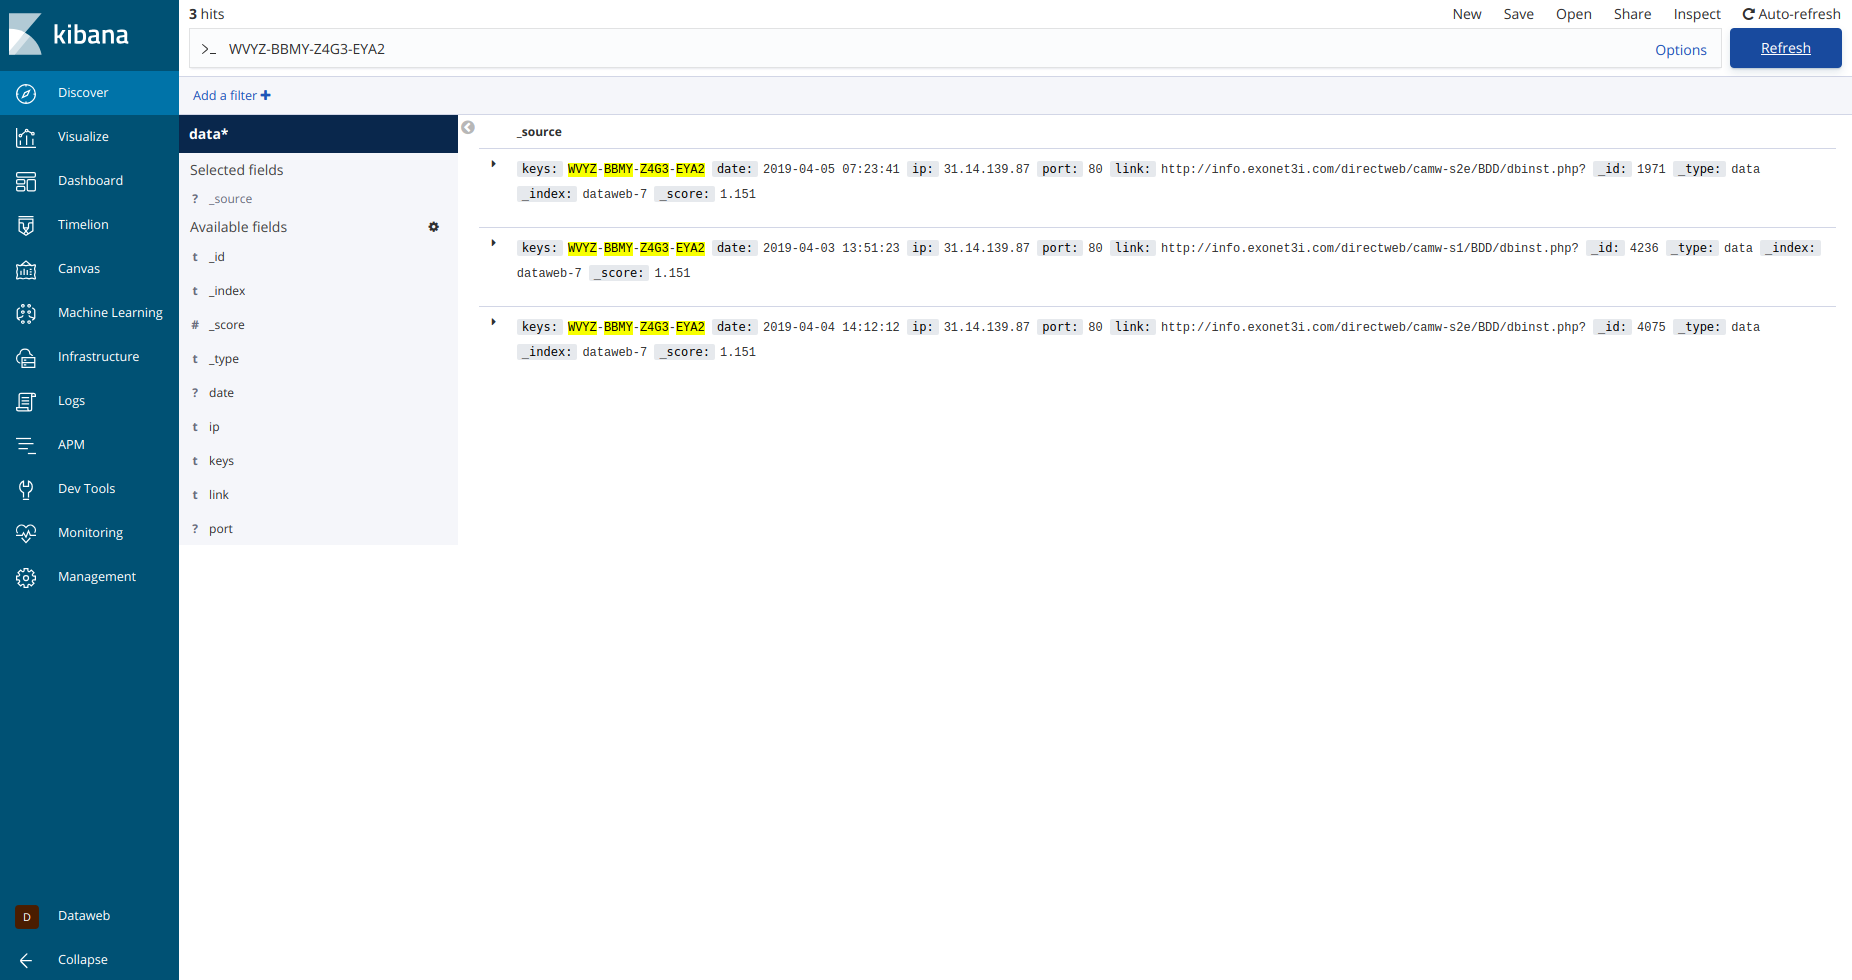 kibana
Discover
Visualize
Dashboard
Timelion
Canvas
Machine Learning
Infrastructure
Logs
APM
Dev Tools
Monitoring
Management
D Dataweb
Collapse
3 hits
New Save Open Share Inspect Auto-refresh
>_ WVYZ-BBMY-Z4G3-EYA2 Options Refresh
Add a filter +
data*
Selected fields
? _source
Available fields
t _id
t _index
# _score
t _type
? date
t ip
t keys
t link
? port
_source
keys: WVYZ-BBMY-Z4G3-EYA2 date: 2019-04-05 07:23:41 ip: 31.14.139.87 port: 80 link: http://info.exonet3i.com/directweb/camw-s2e/BDD/dbinst.php? _id: 1971 _type: data
_index: dataweb-7 _score: 1.151
keys: WVYZ-BBMY-Z4G3-EYA2 date: 2019-04-03 13:51:23 ip: 31.14.139.87 port: 80 link: http://info.exonet3i.com/directweb/camw-s1/BDD/dbinst.php? _id: 4236 _type: data _index:
dataweb-7 _score: 1.151
keys: WVYZ-BBMY-Z4G3-EYA2 date: 2019-04-04 14:12:12 ip: 31.14.139.87 port: 80 link: http://info.exonet3i.com/directweb/camw-s2e/BDD/dbinst.php? _id: 4075 _type: data
_index: dataweb-7 _score: 1.151